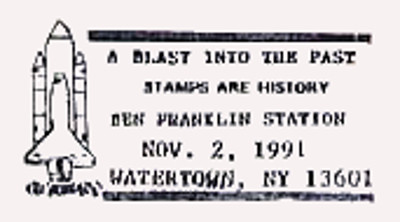 A BLAST INTO THE PAST
STAMPS ARE HISTORY
BEN FRANKLIN STATION
NOV. 2, 1991
WATERTOWN, NY 13601